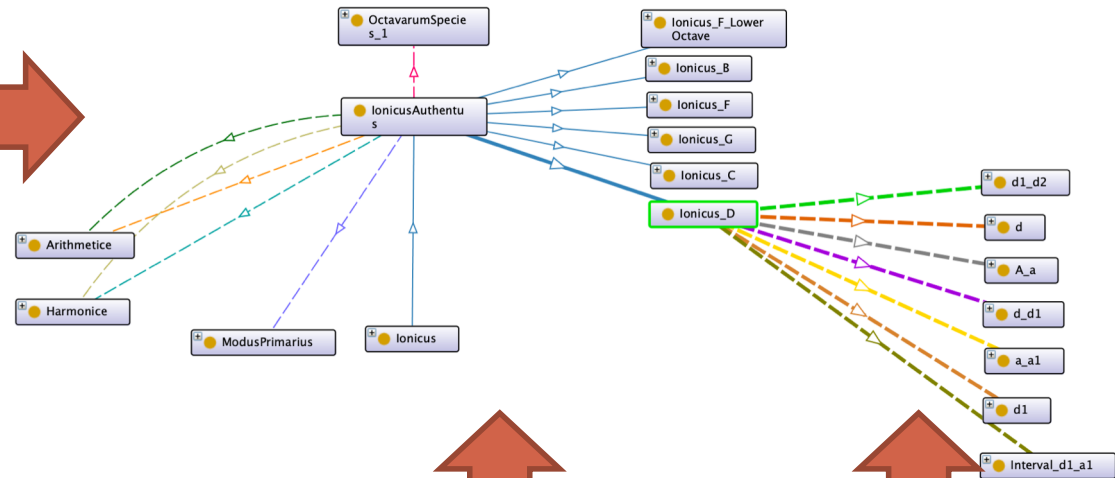 OctavarumSpecie
s_1
IonicusAuthentu
s
Arithmetice
Harmonice
ModusPrimarius
Ionicus
Ionicus_F_Lower
Octave
Ionicus_B
Ionicus_F
Ionicus_G
Ionicus_C
Ionicus_D
d1_d2
d
A_a
d_d1
a_a1
d1
Interval_d1_a1